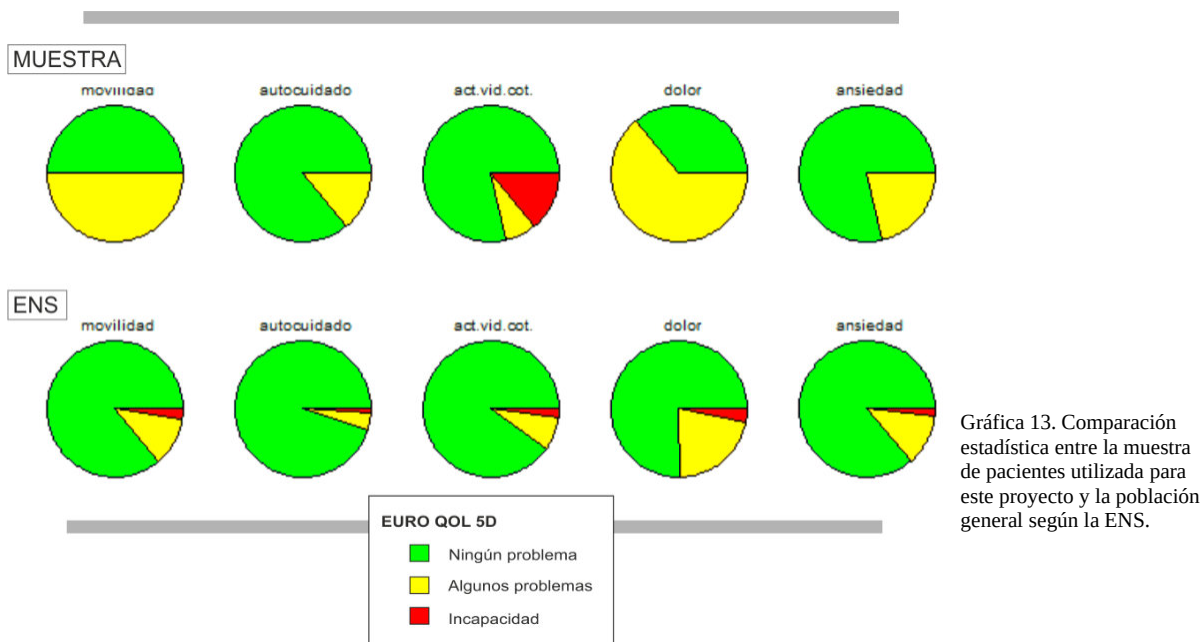 MUESTRA
movilidad
autocuidado
act.vid.cot.
dolor
ansiedad
ENS
movilidad
autocuidado
act.vid.cot.
dolor
ansiedad
EURO QOL 5D
Ningún problema
Algunos problemas
Incapacidad
Gráfica 13. Comparación
estadística entre la muestra
de pacientes utilizada para
este proyecto y la población
general según la ENS.